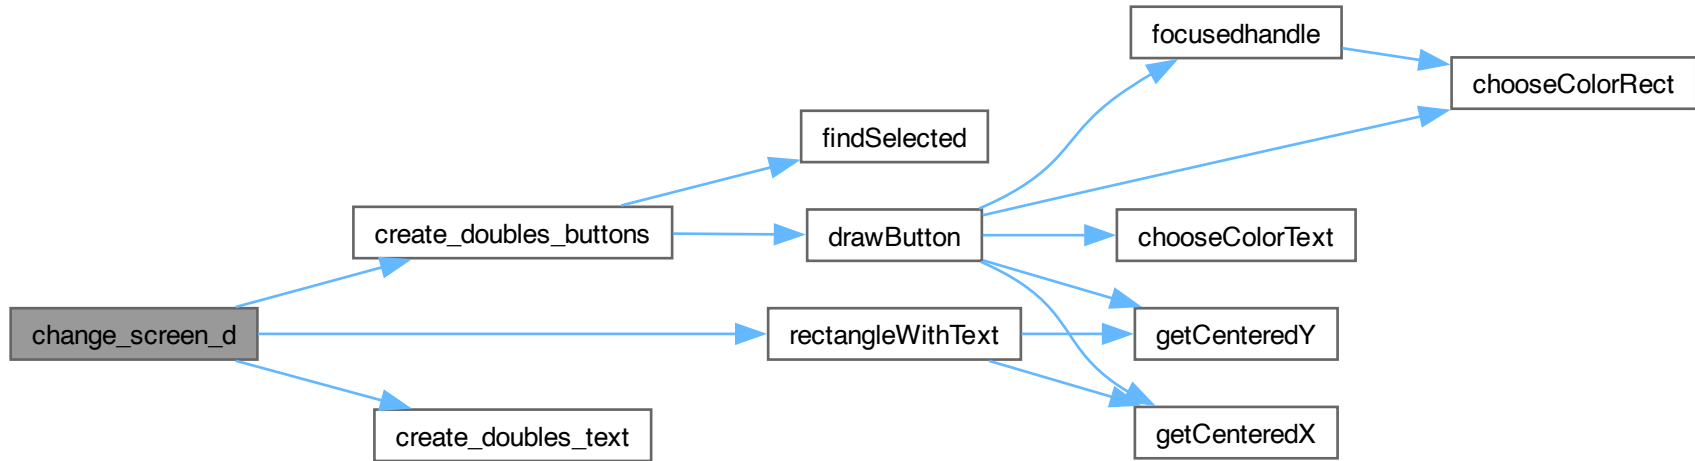 focusedhandle
chooseColorRect
findSelected
create_doubles_buttons
drawButton
chooseColorText
change_screen_d
rectangleWithText
getCenteredY
create_doubles_text
getCenteredX